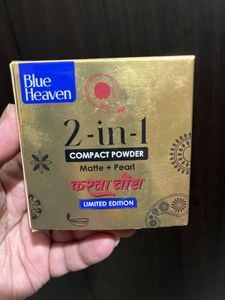 Blue
Heaven
2-in-1
COMPACT POWDER
Matte + Pearl
करवा चौथ
LIMITED EDITION